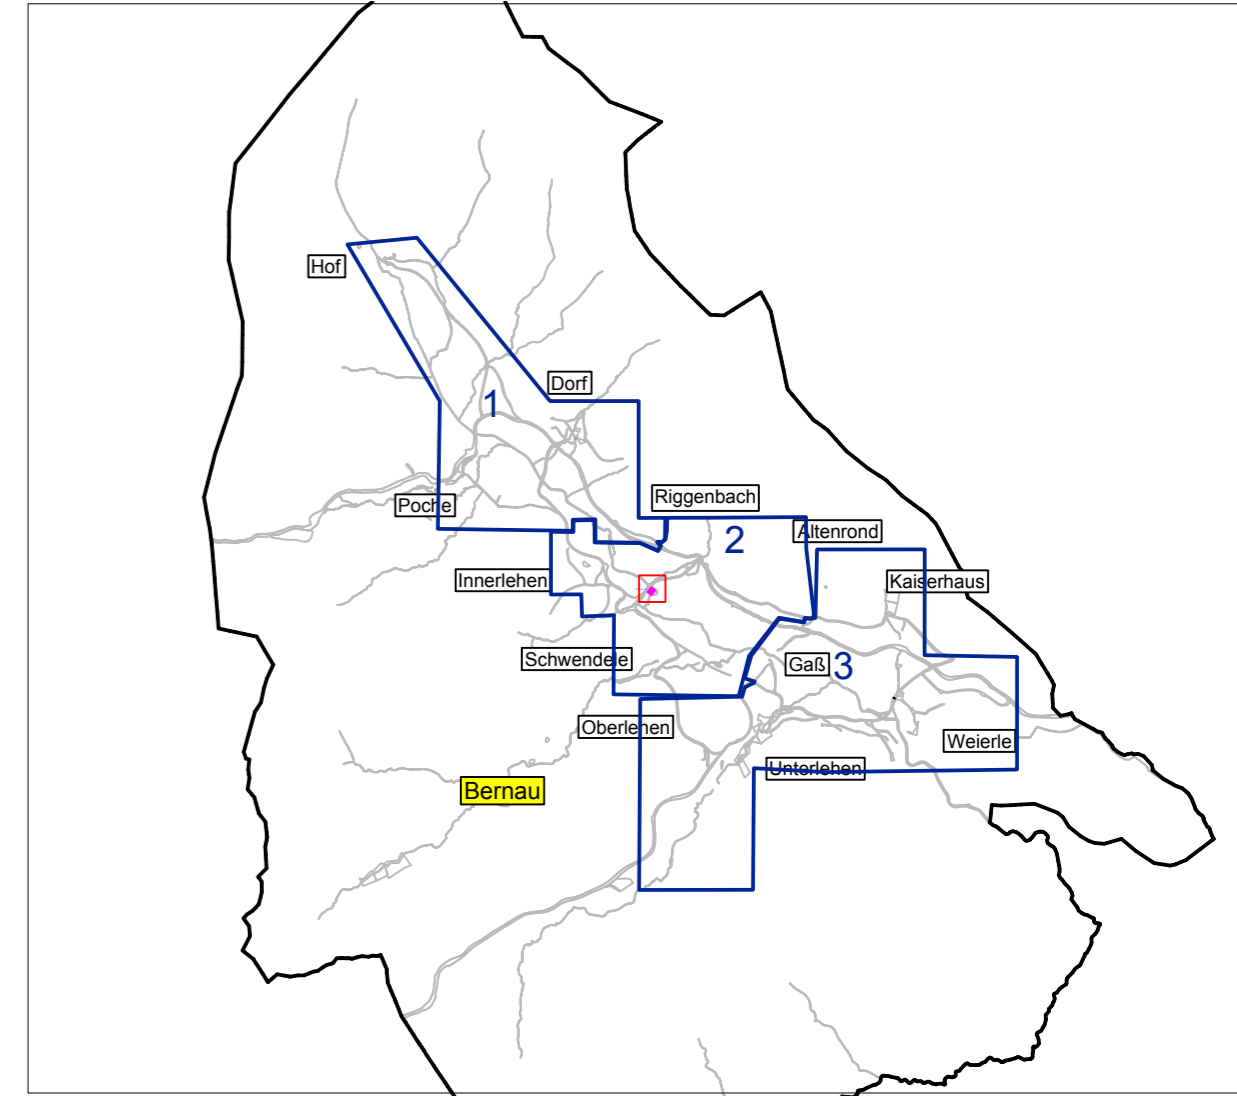 Hof
Dorf
1
Poche
Riggenbach
2
Altenrond
Innerlehen
Kaiserhaus
Schwendele
Gaß
3
Oberlehen
Weierle
Unterlehen
Bernau